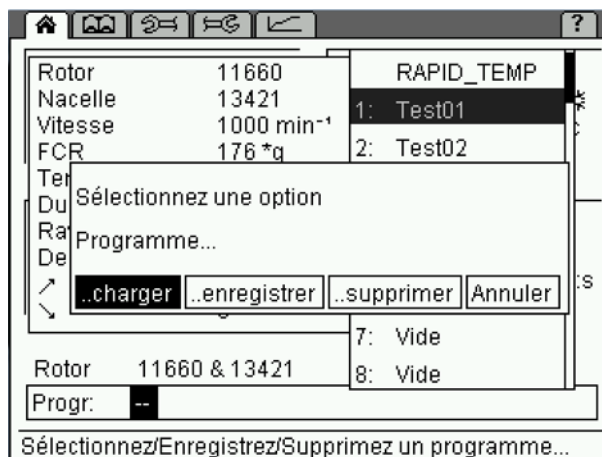 ?
Rotor 11660
Nacelle 13421
Vitesse 1000 min⁻¹
FCR 176 *g
RAPID_TEMP
1: Test01
2: Test02
Sélectionnez une option
Programme...
..charger ..enregistrer ..supprimer Annuler
7: Vide
8: Vide
Rotor 11660 & 13421
Progr: --
Sélectionnez/Enregistrez/Supprimez un programme...